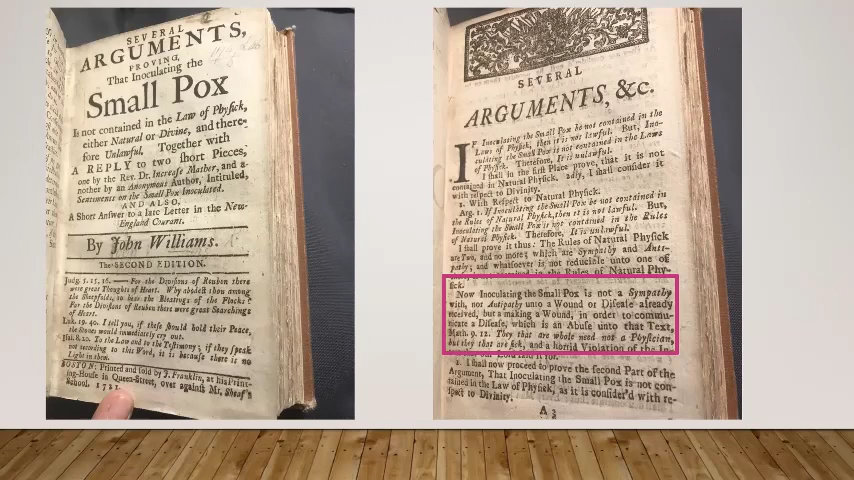 SEVERAL
ARGUMENTS,
PROVING,
That Inoculating the
Small Pox
Is not contained in the Law of Phyſick,
either Natural or Divine, and there-
fore Unlawful. Together with
A REPLY to two ſhort Pieces,
one by the Rev. Dr. Increaſe Mather, and a-
nother by an Anonymous Author, Intituled,
Sentiments on the Small Pox Inoculated.
AND ALSO,
A Short Anſwer to a late Letter in the New-
England Courant.
By John Williams.
The SECOND EDITION.
Judg. 5. 15, 16. —— For the Diviſions of Reuben there
were great Thoughts of Heart. Why abodeſt thou among
the Sheepfolds, to hear the Bleatings of the Flocks?
For the Diviſions of Reuben there were great Searchings
of Heart.
Luk. 19. 40. I tell you, if theſe ſhould hold their Peace,
the Stones would immediately cry out.
Iſai. 8. 20. To the Law and to the Teſtimony; if they ſpeak
not according to this Word, it is becauſe there is no
Light in them.
BOSTON: Printed and ſold by J. Franklin, at his Print-
ing-Houſe in Queen-Street, over againſt Mr. Sheaf's
School. 1721.
SEVERAL
ARGUMENTS, &c.
IF Inoculating the Small Pox be not contained in the
Laws of Phyſick, then it is not lawful. But, Ino-
culating the Small Pox is not contained in the Laws
of Phyſick. Therefore, It is unlawful.
I ſhall in the firſt Place prove, that it is not
contained in Natural Phyſick. 2dly, I ſhall conſider it
with reſpect to Divinity.
1. With Reſpect to Natural Phyſick.
Arg. 1. If Inoculating the Small Pox be not contained in
the Rules of Natural Phyſick, then it is not lawful. But,
Inoculating the Small Pox is not contained in the Rules
of Natural Phyſick. Therefore, It is unlawful.
I ſhall prove it thus: The Rules of Natural Phyſick
are Two, and no more; which are Sympathy and Anti-
pathy; and whatſoever is not reducible unto one of
the Rules of Natural Phy-
ſick.
Now Inoculating the Small Pox is not a Sympathy
with, nor Antipathy unto a Wound or Diſeaſe already
received, but a making a Wound, in order to commu-
nicate a Diſeaſe, which is an Abuſe unto that Text,
Math. 9. 12. They that are whole need not a Phyſician,
but they that are ſick, and a horrid Violation of the
our Lord ſaid it for.
2. I ſhall now proceed to prove the ſecond Part of the
Argument, That Inoculating the Small Pox is not con-
tained in the Law of Phyſick, as it is conſider'd with re-
ſpect to Divinity.
A 3